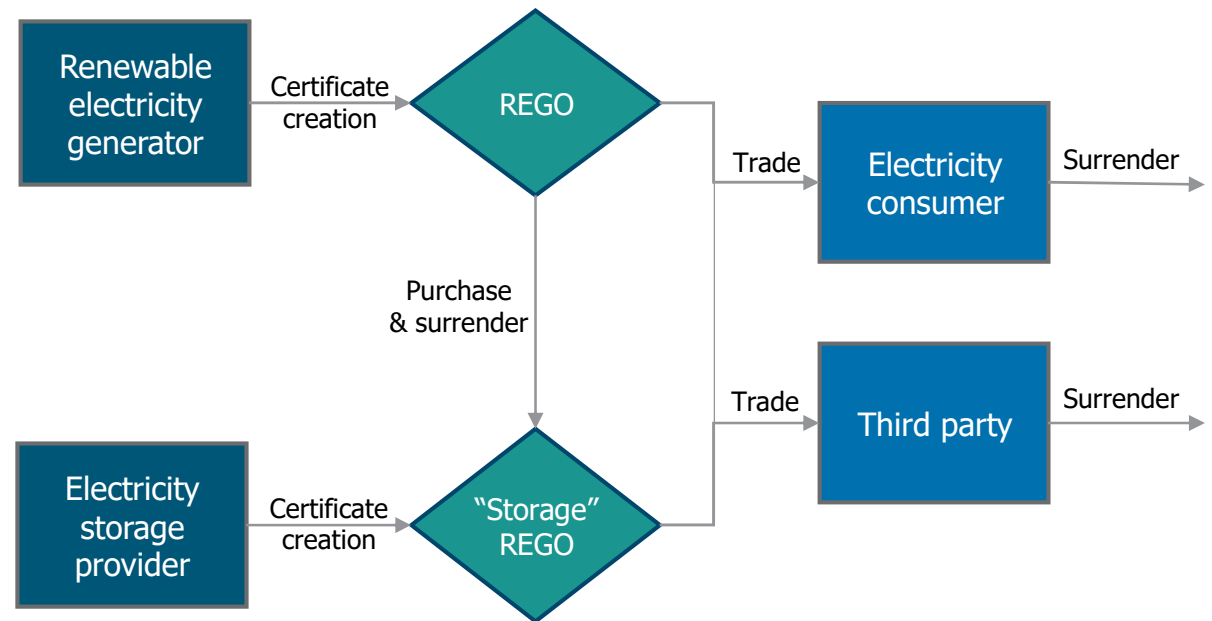 Renewable
electricity
generator
Certificate
creation
REGO
Trade
Electricity
consumer
Surrender
Purchase
& surrender
Electricity
storage
provider
Certificate
creation
“Storage”
REGO
Trade
Third party
Surrender